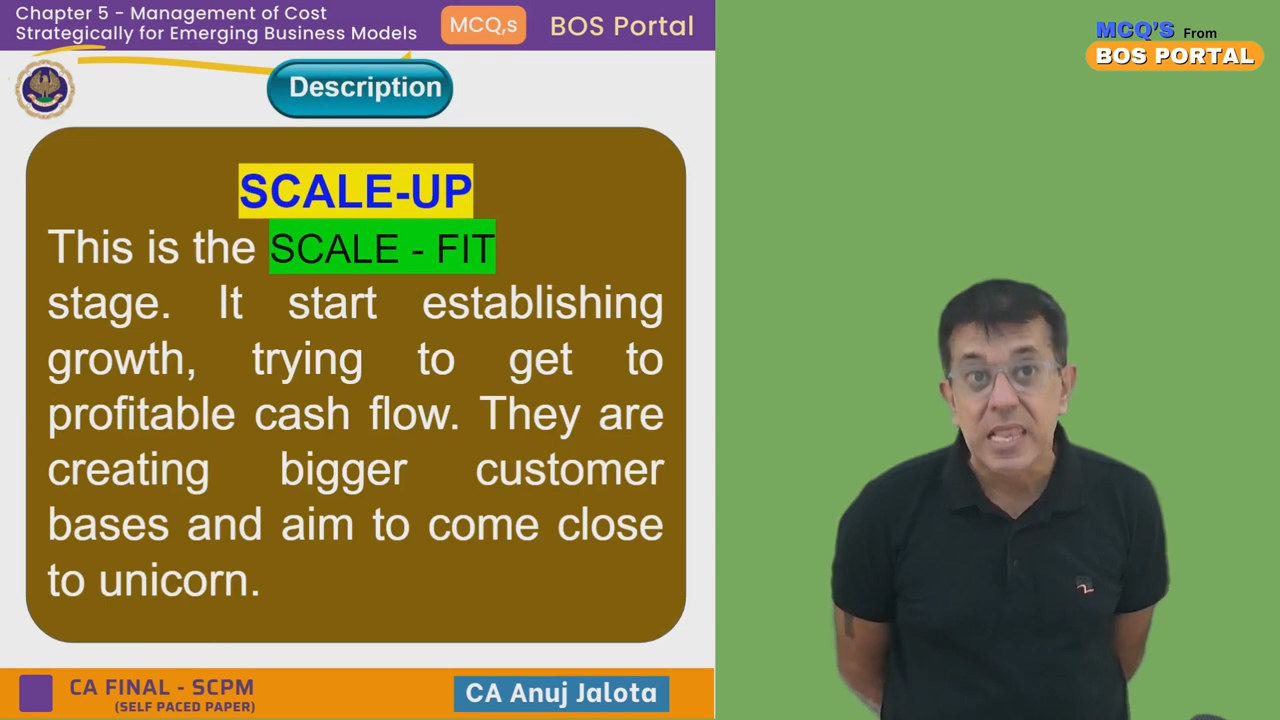 Chapter 5 - Management of Cost
Strategically for Emerging Business Models
MCQ,s
BOS Portal
MCQ'S From
BOS PORTAL
Description
SCALE-UP
This is the SCALE - FIT
stage. It start establishing
growth, trying to get to
profitable cash flow. They are
creating bigger customer
bases and aim to come close
to unicorn.
CA FINAL - SCPM
(SELF PACED PAPER)
CA Anuj Jalota